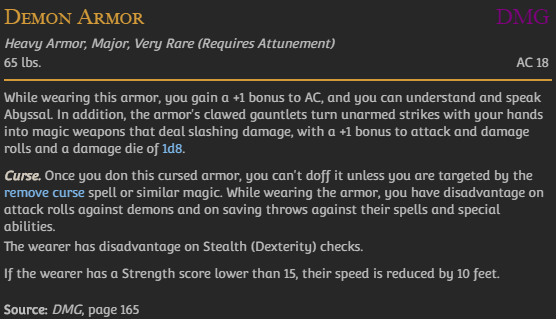 DEMON ARMOR DMG
Heavy Armor, Major, Very Rare (Requires Attunement)
65 lbs. AC 18
While wearing this armor, you gain a +1 bonus to AC, and you can understand and speak
Abyssal. In addition, the armor's clawed gauntlets turn unarmed strikes with your hands
into magic weapons that deal slashing damage, with a +1 bonus to attack and damage
rolls and a damage die of 1d8.
Curse. Once you don this cursed armor, you can't doff it unless you are targeted by the
remove curse spell or similar magic. While wearing the armor, you have disadvantage on
attack rolls against demons and on saving throws against their spells and special
abilities.
The wearer has disadvantage on Stealth (Dexterity) checks.
If the wearer has a Strength score lower than 15, their speed is reduced by 10 feet.
Source: DMG, page 165